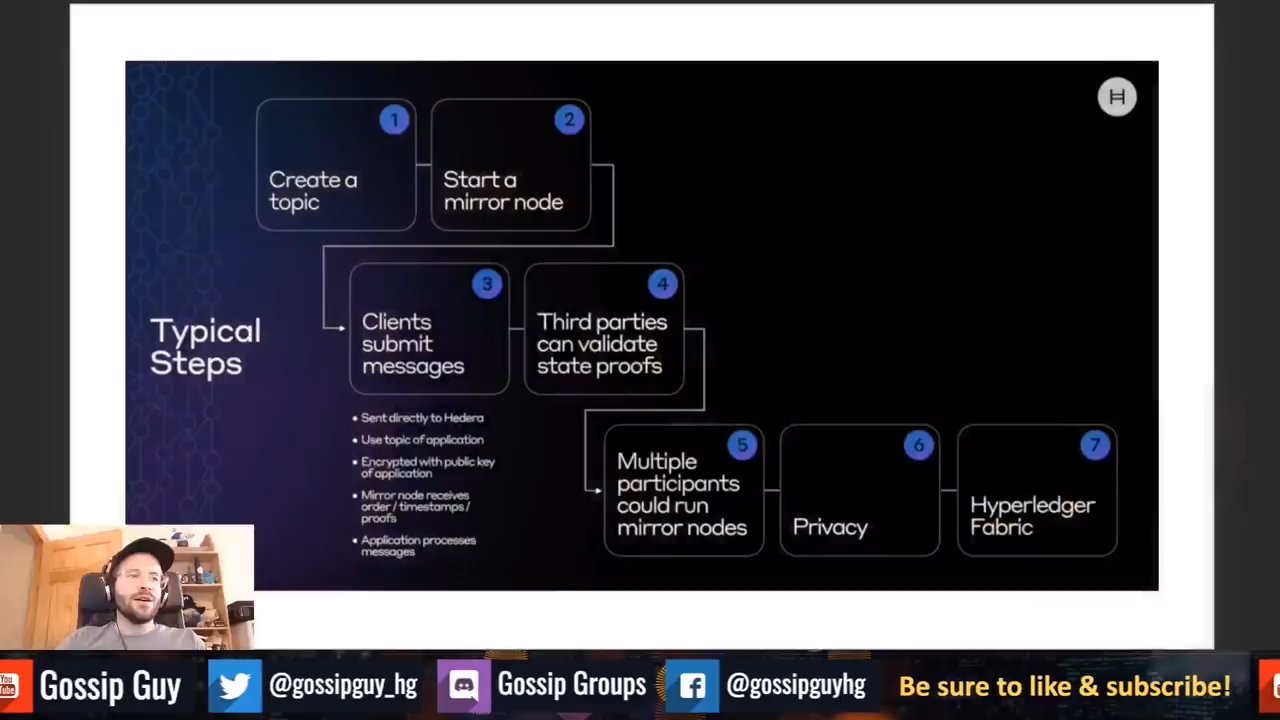 1
Create a
topic
2
Start a
mirror node
Typical
Steps
3
Clients
submit
messages
4
Third parties
can validate
state proofs
• Sent directly to Hedera
• Use topic of application
• Encrypted with public key
of application
• Mirror node receives
order / timestamps /
proofs
• Application processes
messages
5
Multiple
participants
could run
mirror nodes
6
Privacy
7
Hyperledger
Fabric
H
You
Tube
Gossip Guy
@gossipguy_hg
Gossip Groups
@gossipguyhg
Be sure to like & subscribe!